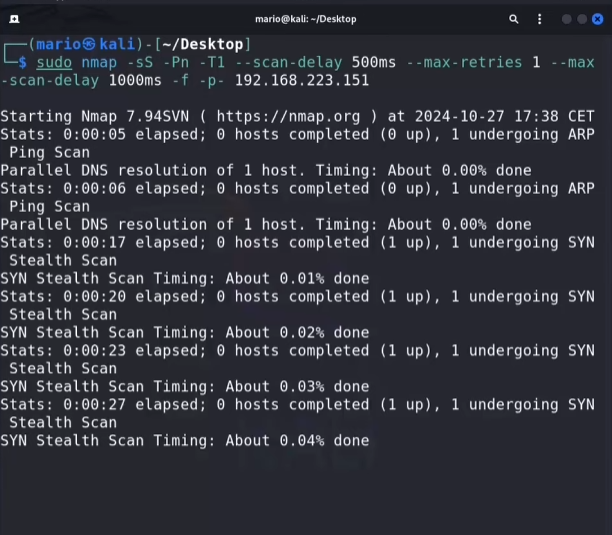 mario@kali: ~/Desktop
┌──(mario㉿kali)-[~/Desktop]
└─$ sudo nmap -sS -Pn -T1 --scan-delay 500ms --max-retries 1 --max
-scan-delay 1000ms -f -p- 192.168.223.151
Starting Nmap 7.94SVN ( https://nmap.org ) at 2024-10-27 17:38 CET
Stats: 0:00:05 elapsed; 0 hosts completed (0 up), 1 undergoing ARP
Ping Scan
Parallel DNS resolution of 1 host. Timing: About 0.00% done
Stats: 0:00:06 elapsed; 0 hosts completed (0 up), 1 undergoing ARP
Ping Scan
Parallel DNS resolution of 1 host. Timing: About 0.00% done
Stats: 0:00:17 elapsed; 0 hosts completed (1 up), 1 undergoing SYN
Stealth Scan
SYN Stealth Scan Timing: About 0.01% done
Stats: 0:00:20 elapsed; 0 hosts completed (1 up), 1 undergoing SYN
Stealth Scan
SYN Stealth Scan Timing: About 0.02% done
Stats: 0:00:23 elapsed; 0 hosts completed (1 up), 1 undergoing SYN
Stealth Scan
SYN Stealth Scan Timing: About 0.03% done
Stats: 0:00:27 elapsed; 0 hosts completed (1 up), 1 undergoing SYN
Stealth Scan
SYN Stealth Scan Timing: About 0.04% done